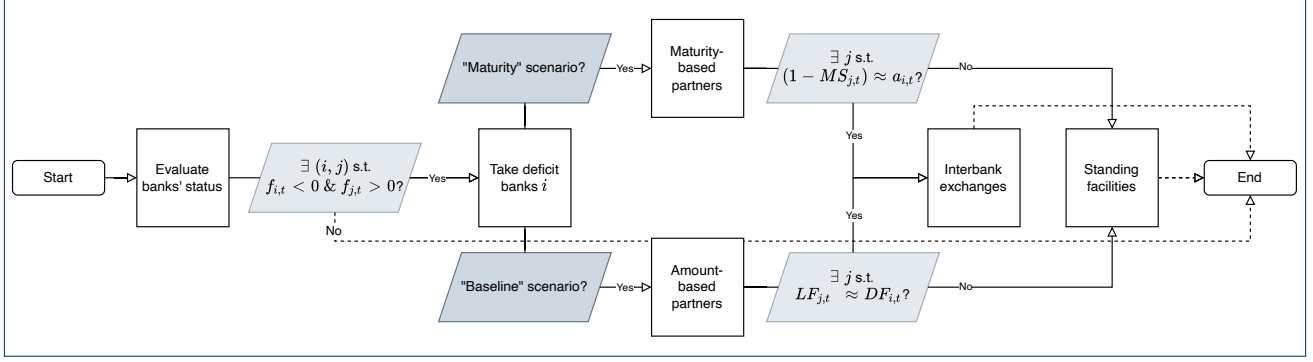 Start
Evaluate
banks' status
∃ (i, j) s.t.
f_{i,t} < 0 & f_{j,t} > 0?
Yes
No
Take deficit
banks i
"Maturity" scenario?
Yes
Maturity-
based
partners
∃ j s.t.
(1 − MS_{j,t}) ≈ a_{i,t}?
No
Yes
"Baseline" scenario?
Yes
Amount-
based
partners
∃ j s.t.
LF_{j,t} ≈ DF_{i,t}?
No
Yes
Interbank
exchanges
Standing
facilities
End